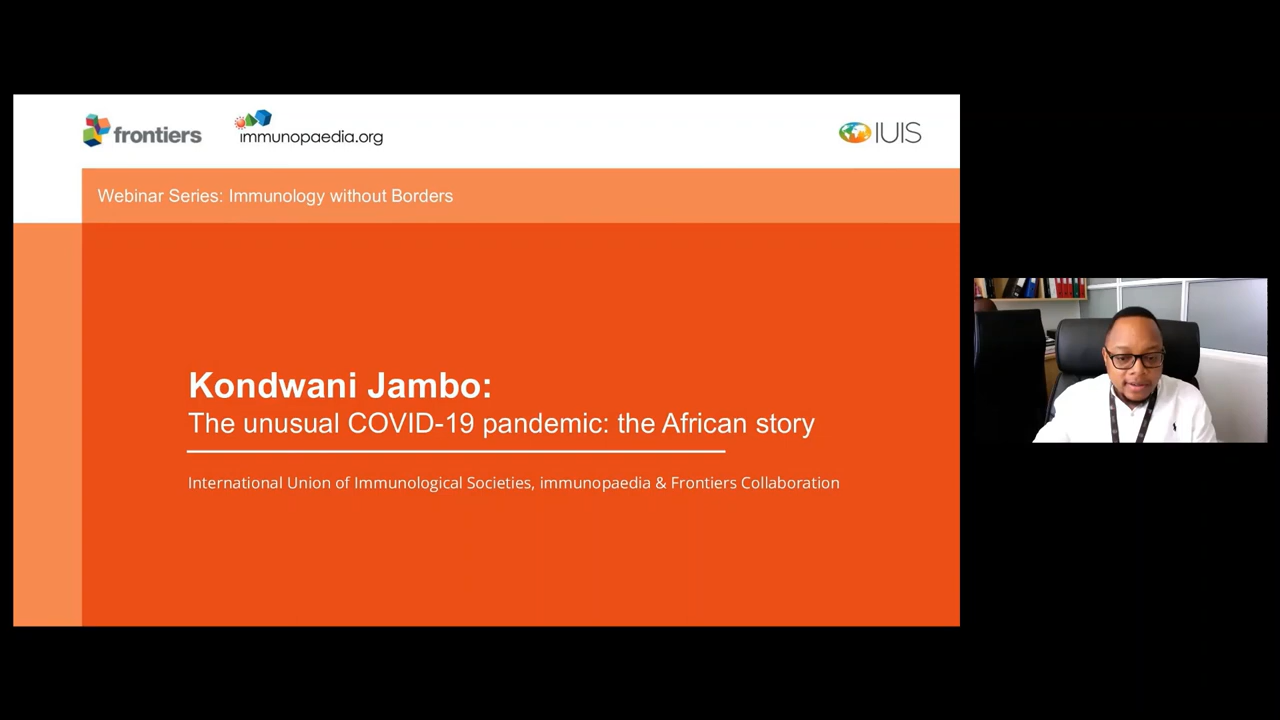 frontiers
immunopaedia.org
IUIS
Webinar Series: Immunology without Borders
Kondwani Jambo:
The unusual COVID-19 pandemic: the African story
International Union of Immunological Societies, immunopaedia & Frontiers Collaboration